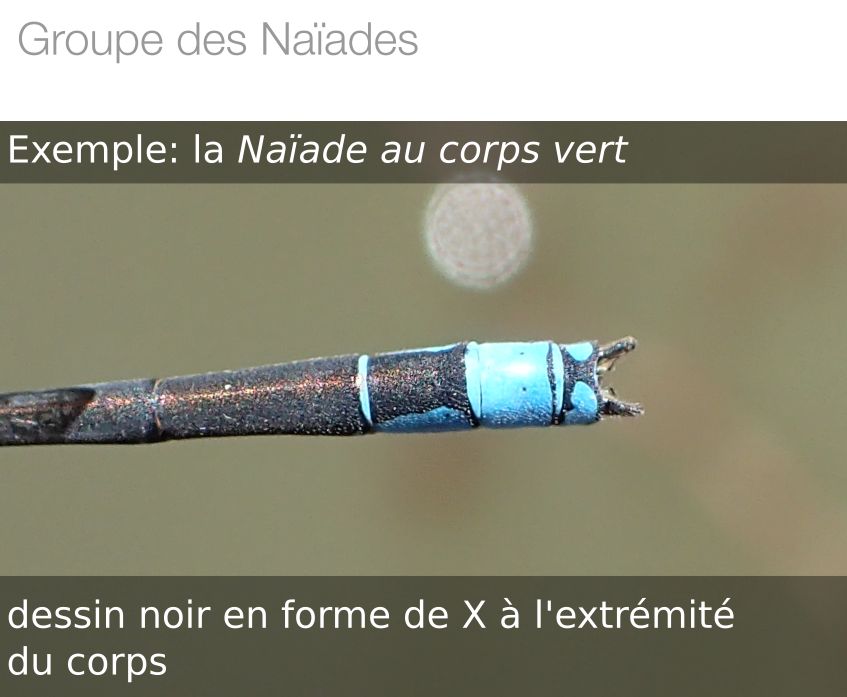 Groupe des Naïades
Exemple: la Naïade au corps vert
dessin noir en forme de X à l'extrémité
du corps